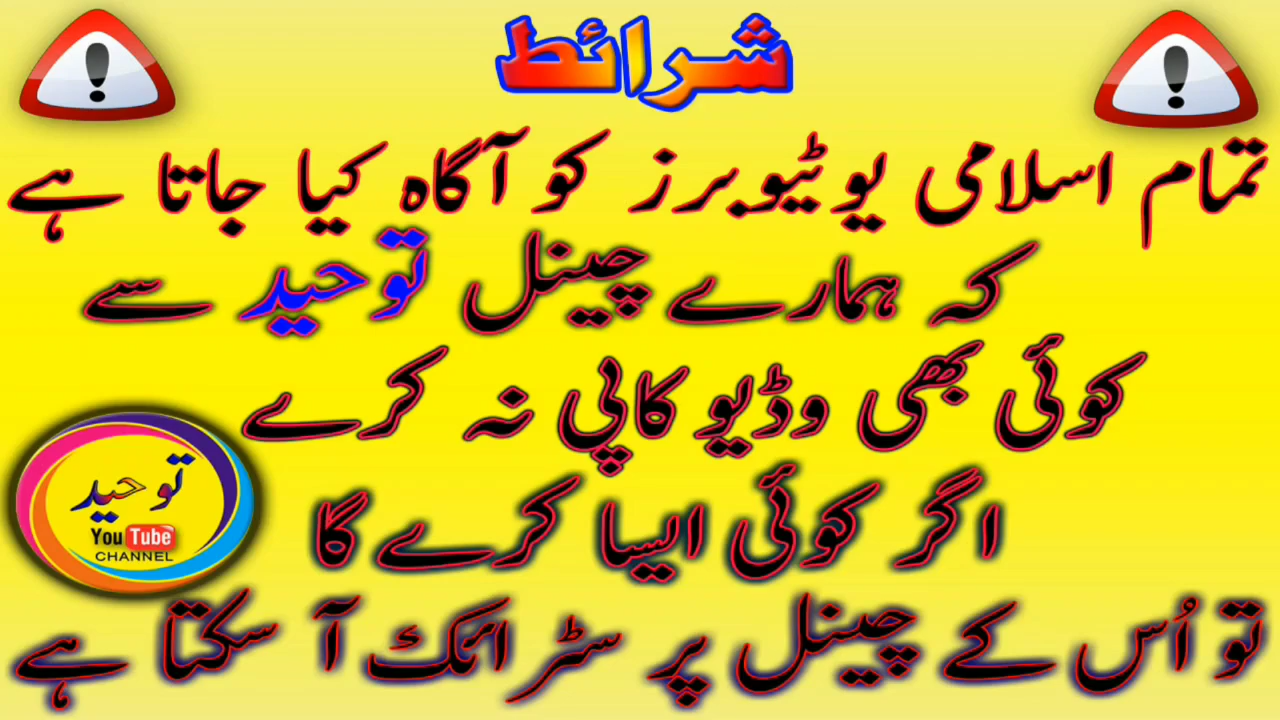 شرائط
تمام اسلامی یوٹیوبرز کو آگاہ کیا جاتا ہے
کہ ہمارے چینل توحید سے
کوئی بھی وڈیو کاپی نہ کرے
اگر کوئی ایسا کرے گا
تو اُس کے چینل پر سٹرائک آ سکتا ہے
توحید
YouTube
CHANNEL